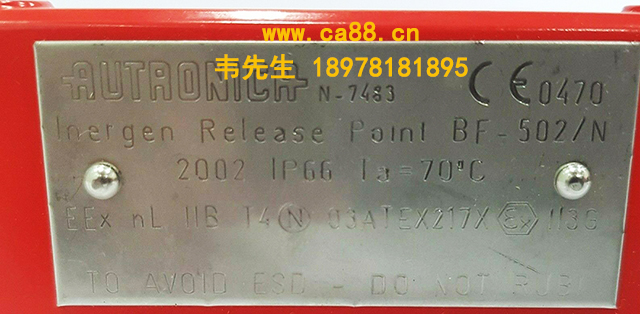 www.ca88.cn
韦先生 18978181895
AUTRONICA N-7483 CE 0470
Inergen Release Point BF-502/N
2002 IP66 Ta=70°C
EEx nL IIB T4 N 03ATEX217X Ex II3G
TO AVOID ESD - DO NOT RUB!